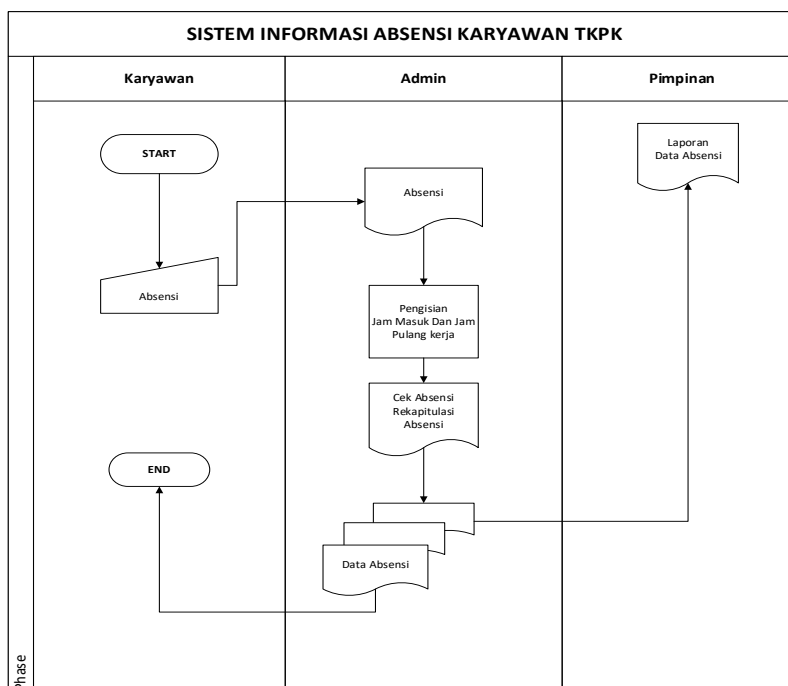 SISTEM INFORMASI ABSENSI KARYAWAN TKPK
Karyawan
Admin
Pimpinan
START
Absensi
END
Absensi
Pengisian
Jam Masuk Dan Jam
Pulang kerja
Cek Absensi
Rekapitulasi
Absensi
Data Absensi
Laporan
Data Absensi
Phase